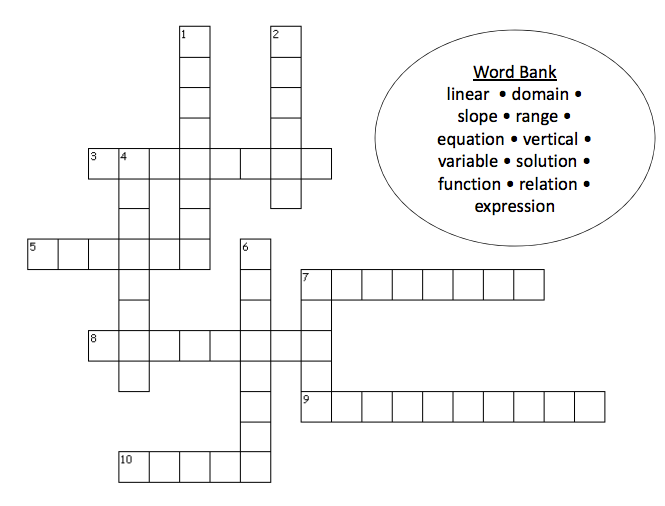 1
2
Word Bank
linear • domain •
slope • range •
equation • vertical •
variable • solution •
function • relation •
expression
3 4
5
6
7
8
9
10